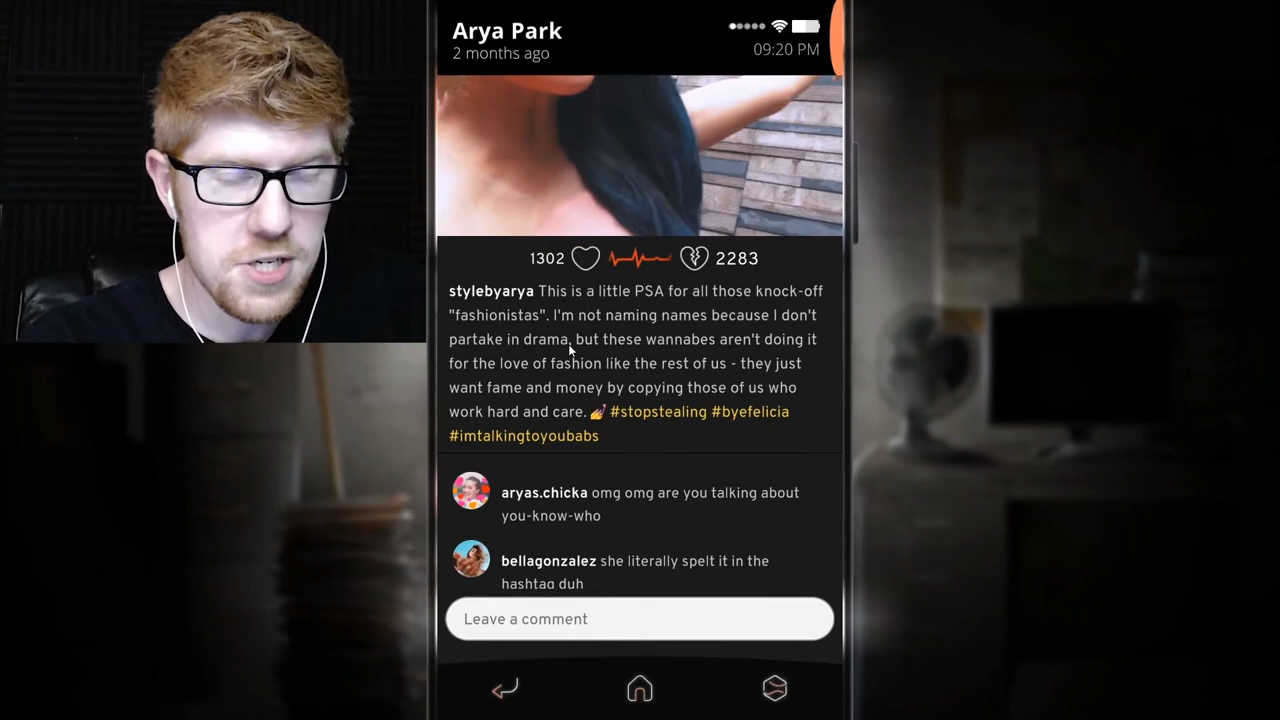 Arya Park
2 months ago
09:20 PM
1302
2283
stylebyarya This is a little PSA for all those knock-off
"fashionistas". I'm not naming names because I don't
partake in drama, but these wannabes aren't doing it
for the love of fashion like the rest of us - they just
want fame and money by copying those of us who
work hard and care. 💅 #stopstealing #byefelicia
#imtalkingtoyoubabs
aryas.chicka omg omg are you talking about
you-know-who
bellagonzalez she literally spelt it in the
hashtag duh
Leave a comment